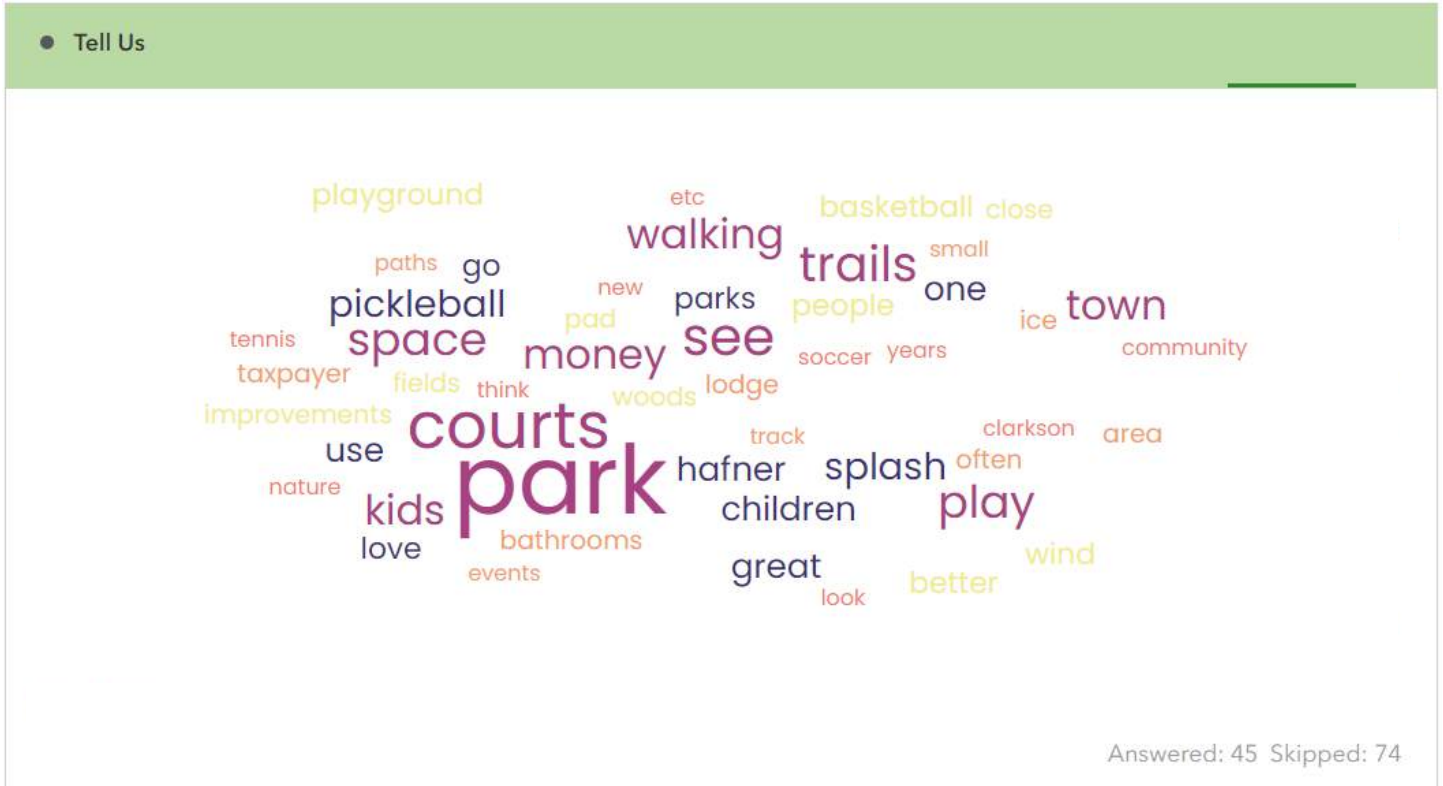 Tell Us
playground
etc
basketball close
walking
trails small
paths go
new parks people one
pickleball
pad
ice town
tennis space money see soccer years community
taxpayer fields think woods lodge
improvements courts
use track clarkson area
park hafner splash often
nature kids children play
love bathrooms
events great wind
look better
Answered: 45 Skipped: 74